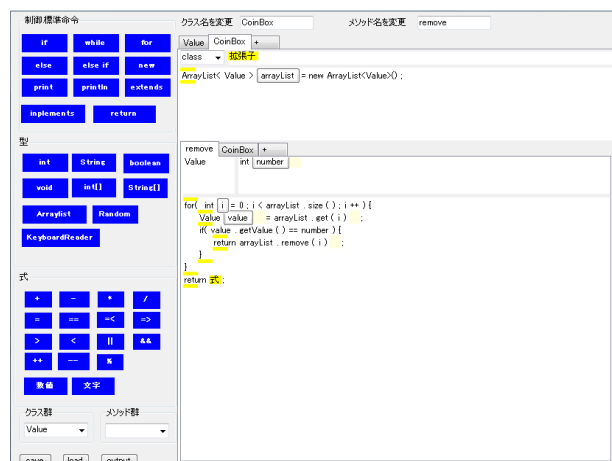 制御,標準命令
if while for
else else if new
print println extends
inplements return
型
int String boolean
void int[] String[]
Arraylist Random
KeyboardReader
式
+ - * /
= == =< =>
> < || &&
++ -- %
数値 文字
クラス群 メソッド群
Value
save load output
クラス名を変更 CoinBox メソッド名を変更 remove
Value CoinBox +
class 拡張子
ArrayList< Value > arrayList = new ArrayList<Value>() ;
remove CoinBox +
Value int number
for( int i = 0 ; i < arrayList . size ( ) ; i ++ ) {
Value value = arrayList . get ( i ) ;
if( value . getValue ( ) == number ) {
return arrayList . remove ( i ) ;
}
}
return 式 ;